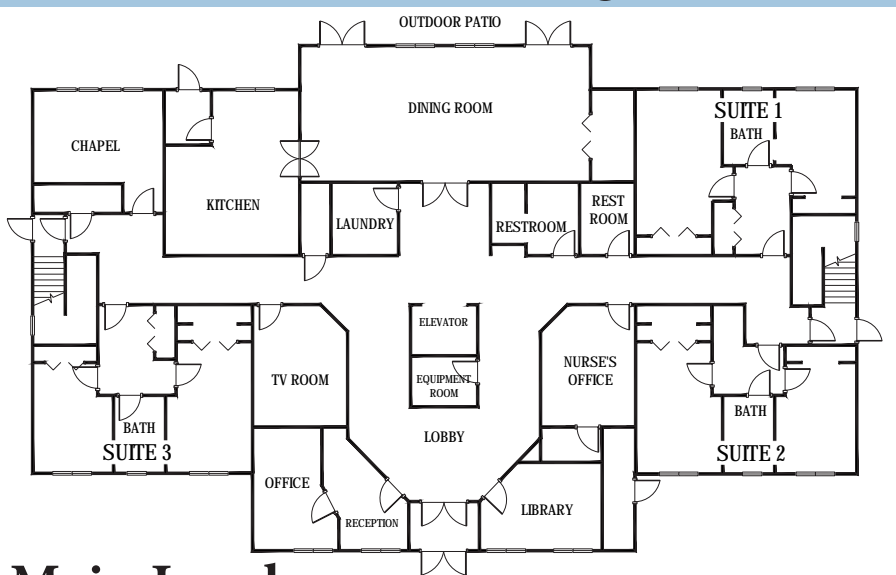 OUTDOOR PATIO
DINING ROOM
SUITE 1
BATH
CHAPEL
KITCHEN
LAUNDRY
RESTROOM
REST
ROOM
ELEVATOR
EQUIPMENT
ROOM
TV ROOM
NURSE'S
OFFICE
BATH
SUITE 3
LOBBY
BATH
SUITE 2
OFFICE
RECEPTION
LIBRARY